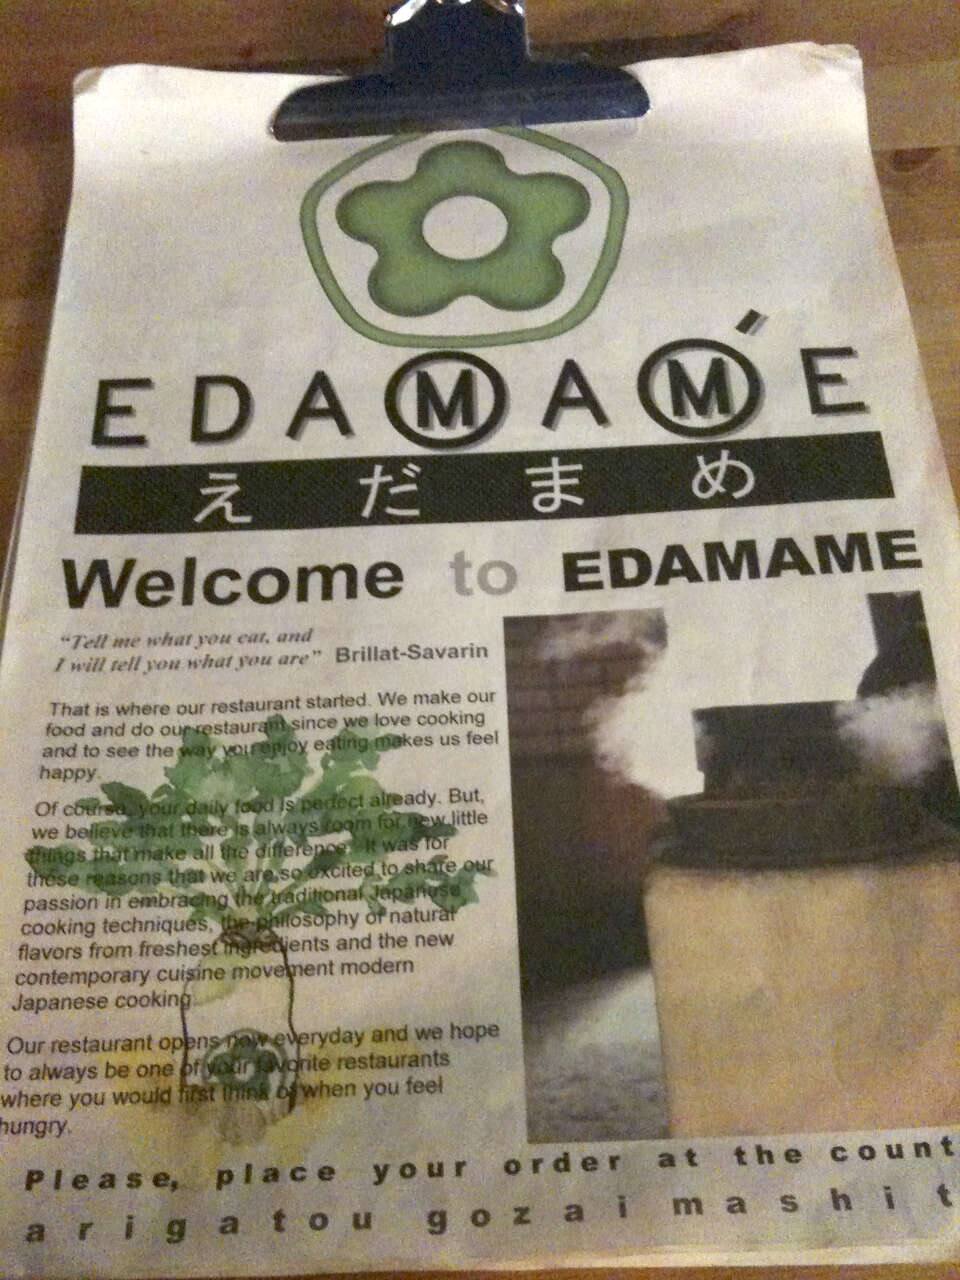 EDAMAM'E
えだまめ
Welcome to EDAMAME
"Tell me what you eat, and
I will tell you what you are" Brillat-Savarin
That is where our restaurant started. We make our
food and do our restaurant since we love cooking
and to see the way you enjoy eating makes us feel
happy.
Of course, your daily food is perfect already. But,
we believe that there is always room for new little
things that make all the difference. It was for
these reasons that we are so excited to share our
passion in embracing the traditional Japanese
cooking techniques, the philosophy of natural
flavors from freshest ingredients and the new
contemporary cuisine movement modern
Japanese cooking
Our restaurant opens now everyday and we hope
to always be one of your favorite restaurants
where you would first think of when you feel
hungry.
Please, place your order at the count
arigatou gozaimashit